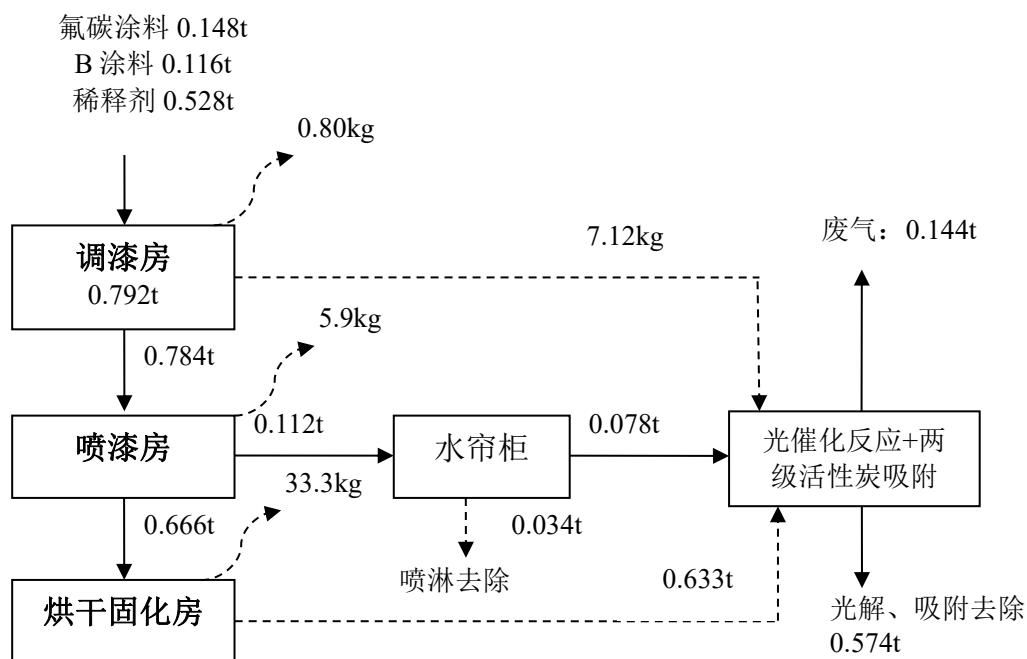 氟碳涂料 0.148t
B 涂料 0.116t
稀释剂 0.528t
0.80kg
调漆房
0.792t
7.12kg
废气：0.144t
5.9kg
0.784t
喷漆房
0.112t
水帘柜
0.078t
光催化反应+两
级活性炭吸附
33.3kg
0.666t
0.034t
喷淋去除
0.633t
烘干固化房
光解、吸附去除
0.574t